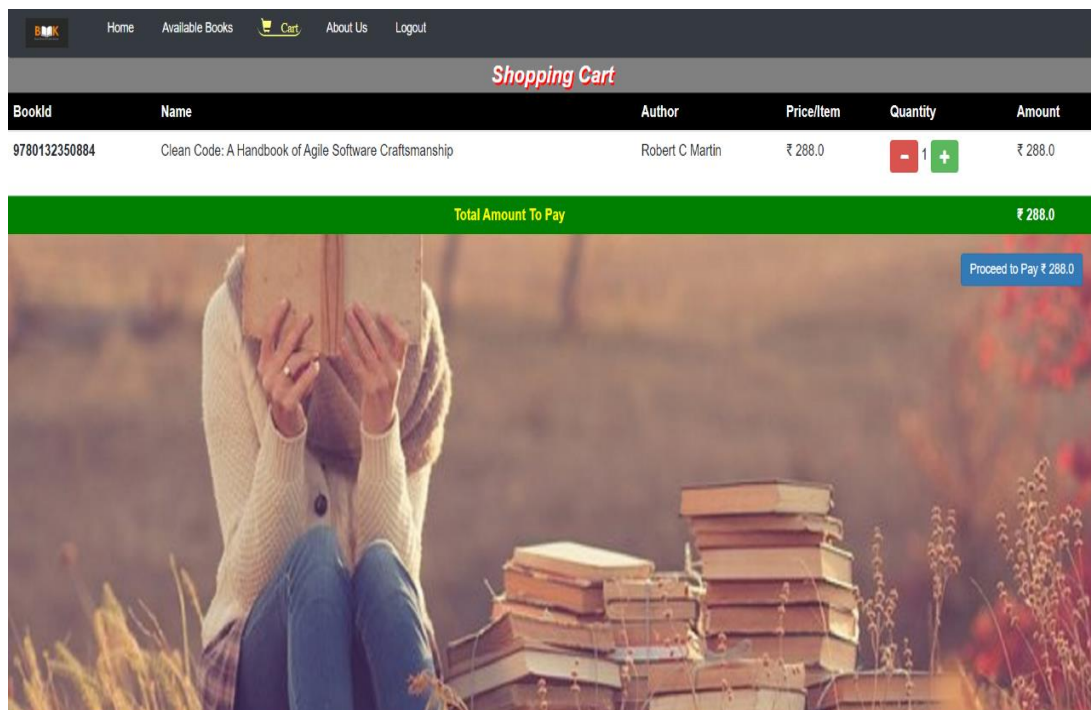 BOOK Home Available Books Cart About Us Logout
Shopping Cart
BookId Name Author Price/Item Quantity Amount
9780132350884 Clean Code: A Handbook of Agile Software Craftsmanship Robert C Martin ₹ 288.0 - 1 + ₹ 288.0
Total Amount To Pay ₹ 288.0
Proceed to Pay ₹ 288.0